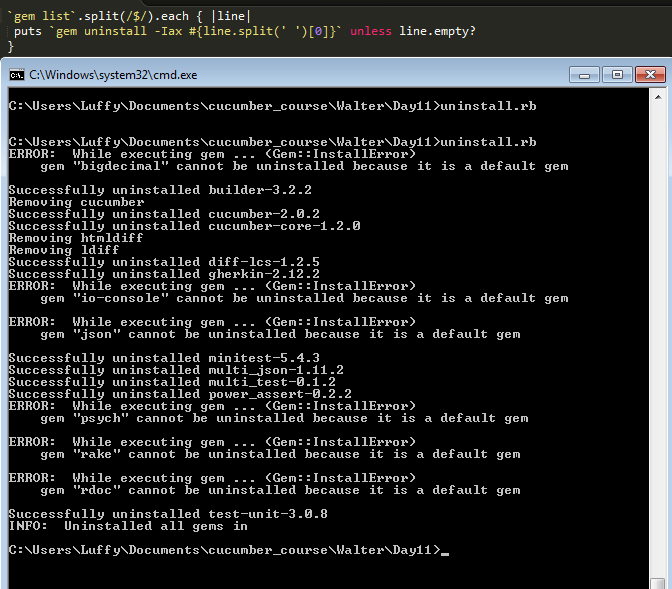 `gem list`.split(/$/).each { |line|
puts `gem uninstall -Iax #{line.split(' ')[0]}` unless line.empty?
}
C:\Windows\system32\cmd.exe
C:\Users\Luffy\Documents\cucumber_course\Walter\Day11>uninstall.rb
C:\Users\Luffy\Documents\cucumber_course\Walter\Day11>uninstall.rb
ERROR:  While executing gem ... (Gem::InstallError)
    gem "bigdecimal" cannot be uninstalled because it is a default gem
Successfully uninstalled builder-3.2.2
Removing cucumber
Successfully uninstalled cucumber-2.0.2
Successfully uninstalled cucumber-core-1.2.0
Removing htmldiff
Removing ldiff
Successfully uninstalled diff-lcs-1.2.5
Successfully uninstalled gherkin-2.12.2
ERROR:  While executing gem ... (Gem::InstallError)
    gem "io-console" cannot be uninstalled because it is a default gem
ERROR:  While executing gem ... (Gem::InstallError)
    gem "json" cannot be uninstalled because it is a default gem
Successfully uninstalled minitest-5.4.3
Successfully uninstalled multi_json-1.11.2
Successfully uninstalled multi_test-0.1.2
Successfully uninstalled power_assert-0.2.2
ERROR:  While executing gem ... (Gem::InstallError)
    gem "psych" cannot be uninstalled because it is a default gem
ERROR:  While executing gem ... (Gem::InstallError)
    gem "rake" cannot be uninstalled because it is a default gem
ERROR:  While executing gem ... (Gem::InstallError)
    gem "rdoc" cannot be uninstalled because it is a default gem
Successfully uninstalled test-unit-3.0.8
INFO:  Uninstalled all gems in
C:\Users\Luffy\Documents\cucumber_course\Walter\Day11>_